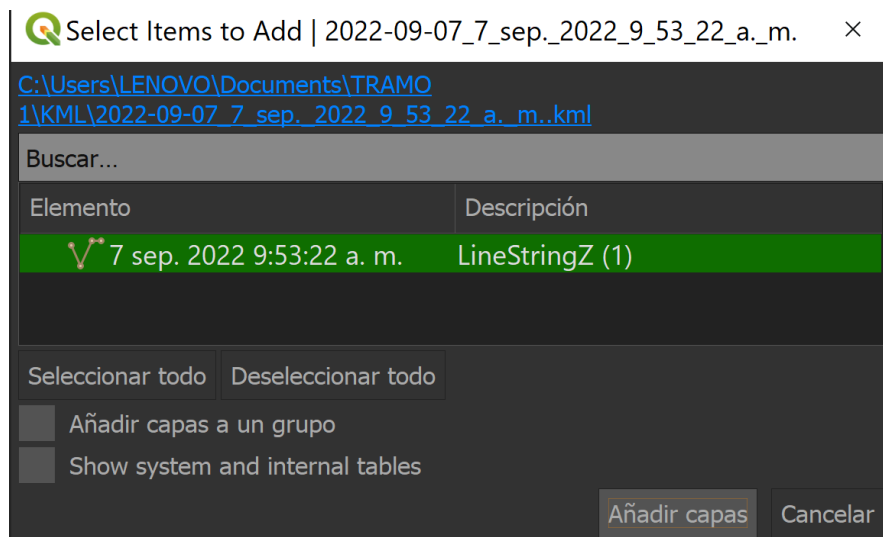 Select Items to Add | 2022-09-07_7_sep._2022_9_53_22_a._m.
C:\Users\LENOVO\Documents\TRAMO
1\KML\2022-09-07_7_sep._2022_9_53_22_a._m..kml
Buscar...
Elemento Descripción
7 sep. 2022 9:53:22 a. m. LineStringZ (1)
Seleccionar todo Deseleccionar todo
Añadir capas a un grupo
Show system and internal tables
Añadir capas Cancelar